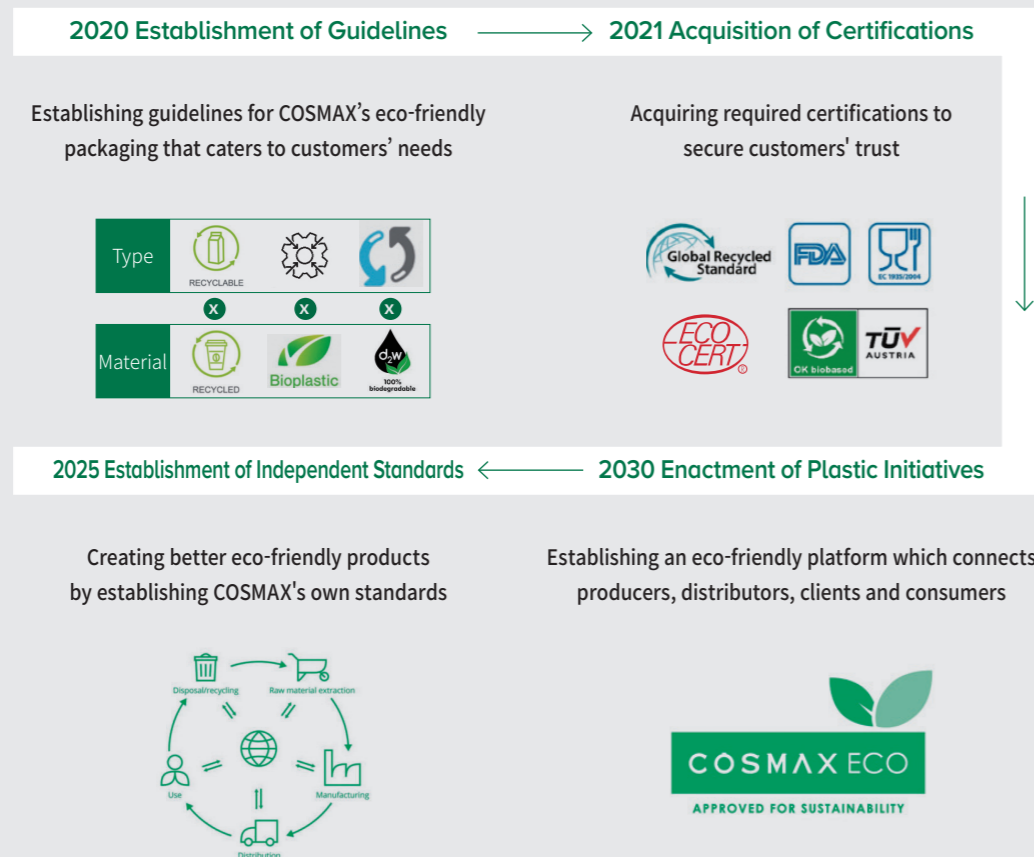 2020 Establishment of Guidelines
2021 Acquisition of Certifications
Establishing guidelines for COSMAX's eco-friendly
packaging that caters to customers' needs
Type
RECYCLABLE
X
X
X
Material
RECYCLED
Bioplastic
d2w
100%
biodegradable
Acquiring required certifications to
secure customers' trust
Global Recycled
Standard
FDA
EC 1935/2004
ECO
CERT
®
OK biobased
TÜV
AUSTRIA
2025 Establishment of Independent Standards
2030 Enactment of Plastic Initiatives
Creating better eco-friendly products
by establishing COSMAX's own standards
Disposal/recycling
Raw material extraction
Use
Manufacturing
Distribution
Establishing an eco-friendly platform which connects
producers, distributors, clients and consumers
COSMAX ECO
APPROVED FOR SUSTAINABILITY